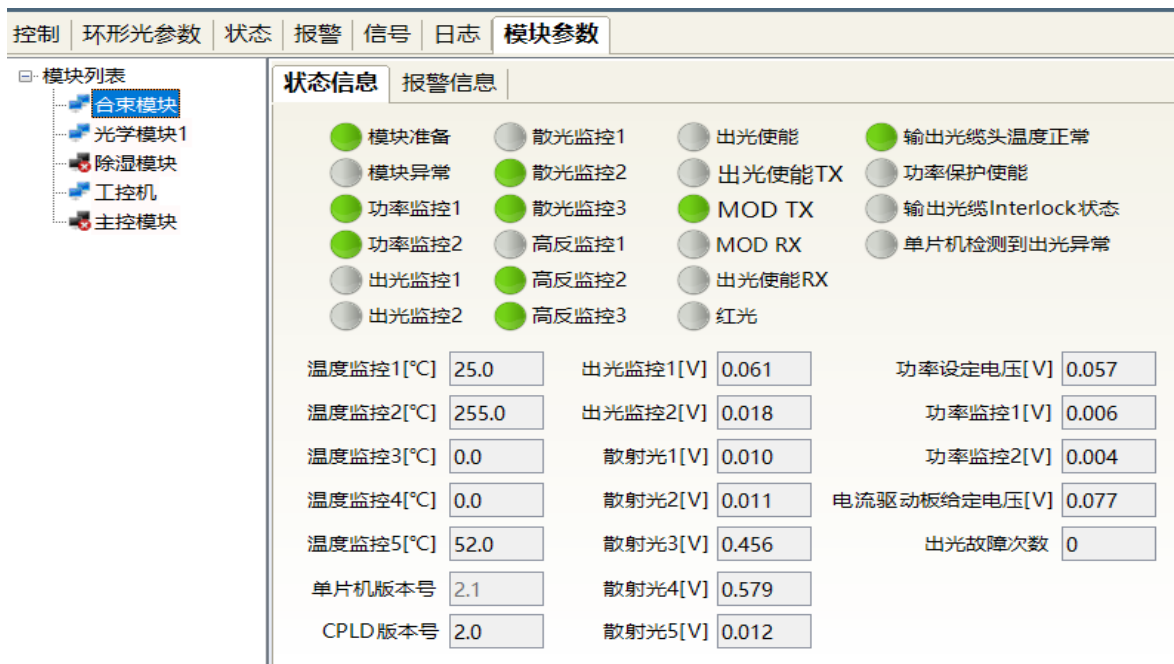 控制 环形光参数 状态 报警 信号 日志 模块参数
模块列表
合束模块
光学模块1
除湿模块
工控机
主控模块
状态信息 报警信息
模块准备 散光监控1 出光使能 输出光缆头温度正常
模块异常 散光监控2 出光使能TX 功率保护使能
功率监控1 散光监控3 MOD TX 输出光缆Interlock状态
功率监控2 高反监控1 MOD RX 单片机检测到出光异常
出光监控1 高反监控2 出光使能RX
出光监控2 高反监控3 红光
温度监控1[℃] 25.0 出光监控1[V] 0.061 功率设定电压[V] 0.057
温度监控2[℃] 255.0 出光监控2[V] 0.018 功率监控1[V] 0.006
温度监控3[℃] 0.0 散射光1[V] 0.010 功率监控2[V] 0.004
温度监控4[℃] 0.0 散射光2[V] 0.011 电流驱动板给定电压[V] 0.077
温度监控5[℃] 52.0 散射光3[V] 0.456 出光故障次数 0
单片机版本号 2.1 散射光4[V] 0.579
CPLD版本号 2.0 散射光5[V] 0.012